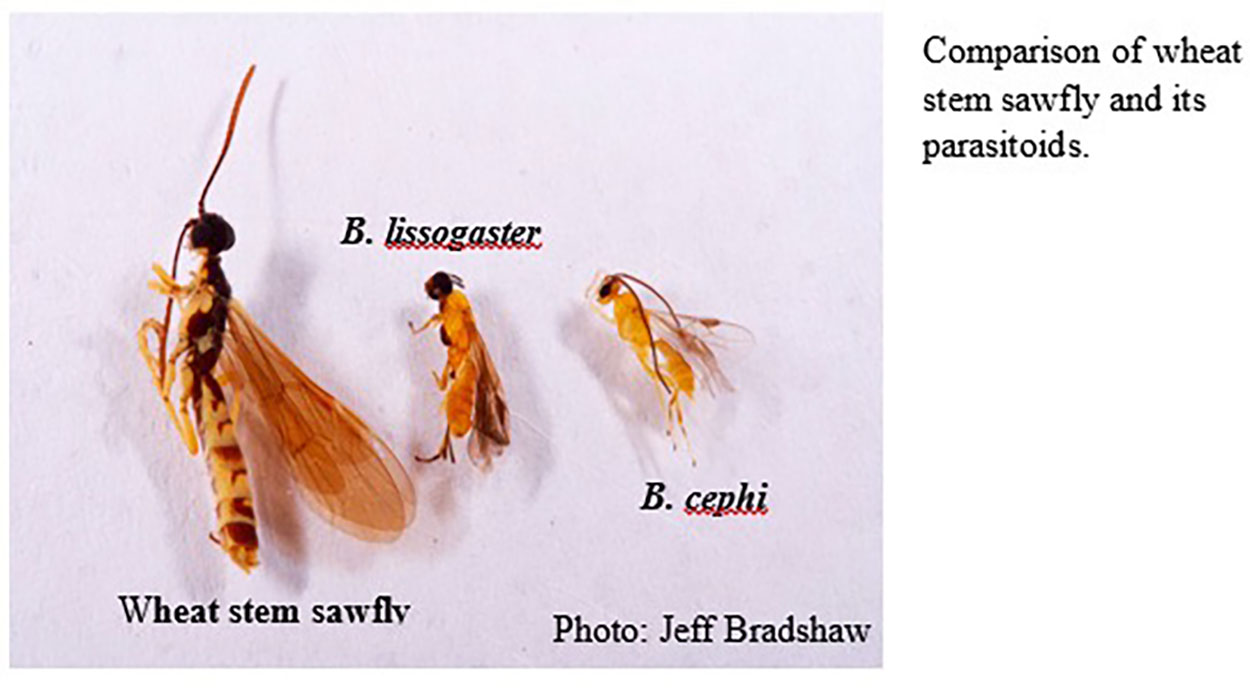 Comparison of wheat
stem sawfly and its
parasitoids.
B. lissogaster
B. cephi
Wheat stem sawfly
Photo: Jeff Bradshaw